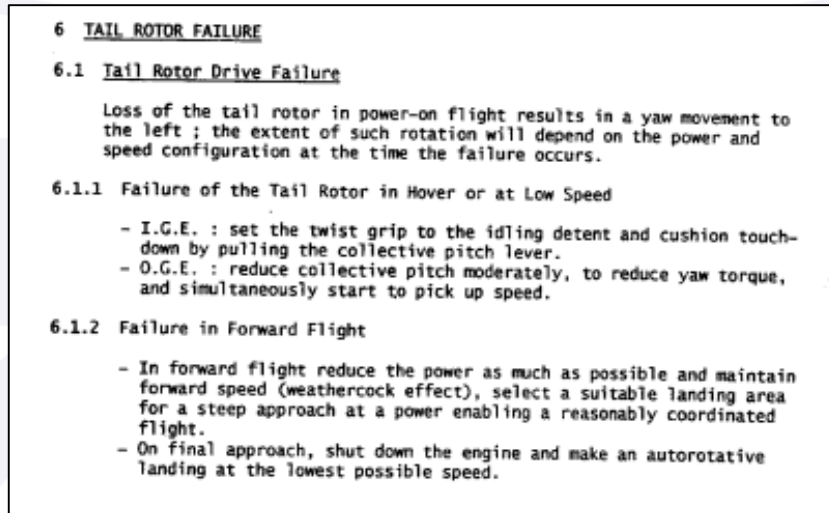 6 TAIL ROTOR FAILURE
6.1 Tail Rotor Drive Failure
Loss of the tail rotor in power-on flight results in a yaw movement to
the left ; the extent of such rotation will depend on the power and
speed configuration at the time the failure occurs.
6.1.1 Failure of the Tail Rotor in Hover or at Low Speed
- I.G.E. : set the twist grip to the idling detent and cushion touch-
down by pulling the collective pitch lever.
- O.G.E. : reduce collective pitch moderately, to reduce yaw torque,
and simultaneously start to pick up speed.
6.1.2 Failure in Forward Flight
- In forward flight reduce the power as much as possible and maintain
forward speed (weathercock effect), select a suitable landing area
for a steep approach at a power enabling a reasonably coordinated
flight.
- On final approach, shut down the engine and make an autorotative
landing at the lowest possible speed.